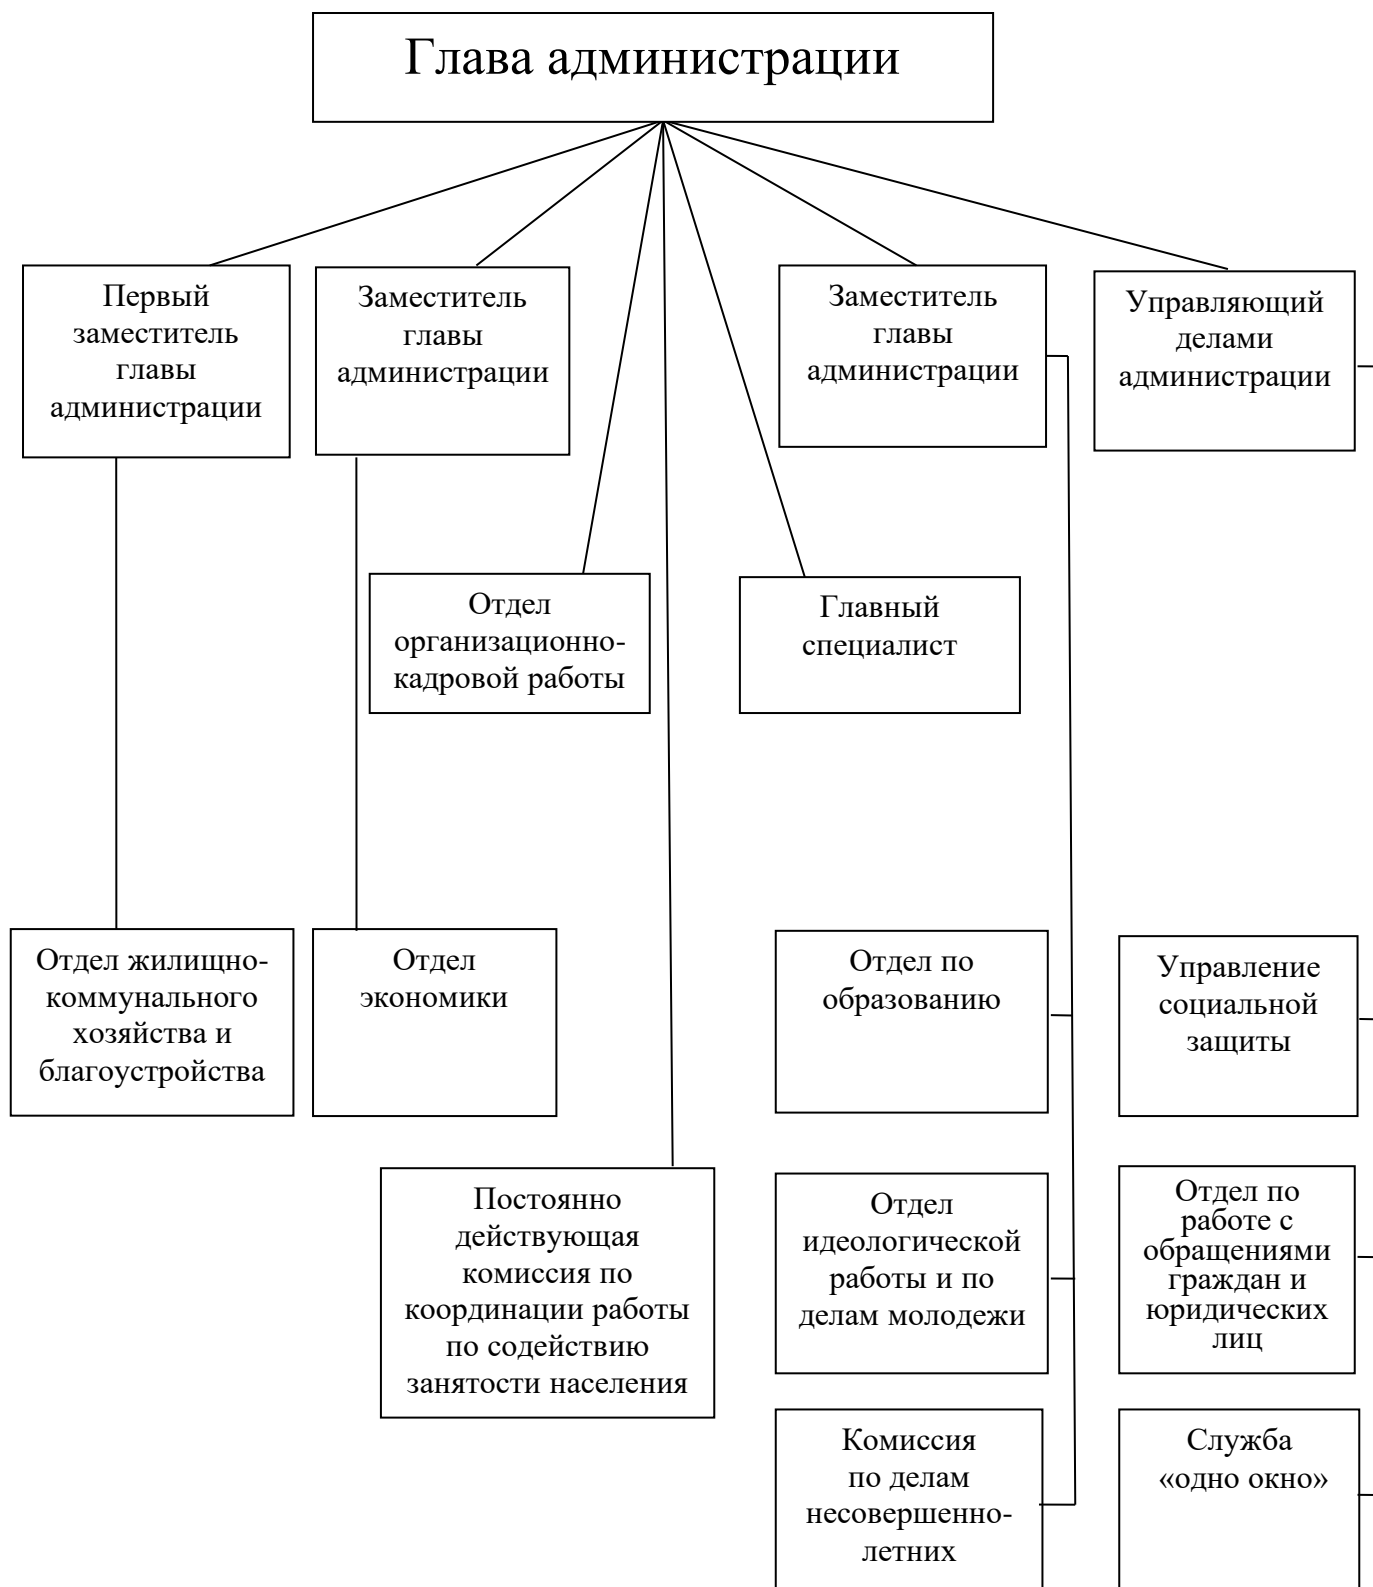 Глава администрации
Первый
заместитель
главы
администрации
Заместитель
главы
администрации
Заместитель
главы
администрации
Управляющий
делами
администрации
Отдел
организационно-
кадровой работы
Главный
специалист
Отдел жилищно-
коммунального
хозяйства и
благоустройства
Отдел
экономики
Отдел по
образованию
Управление
социальной
защиты
Постоянно
действующая
комиссия по
координации работы
по содействию
занятости населения
Отдел
идеологической
работы и по
делам молодежи
Отдел по
работе с
обращениями
граждан и
юридических
лиц
Комиссия
по делам
несовершенно-
летних
Служба
«одно окно»